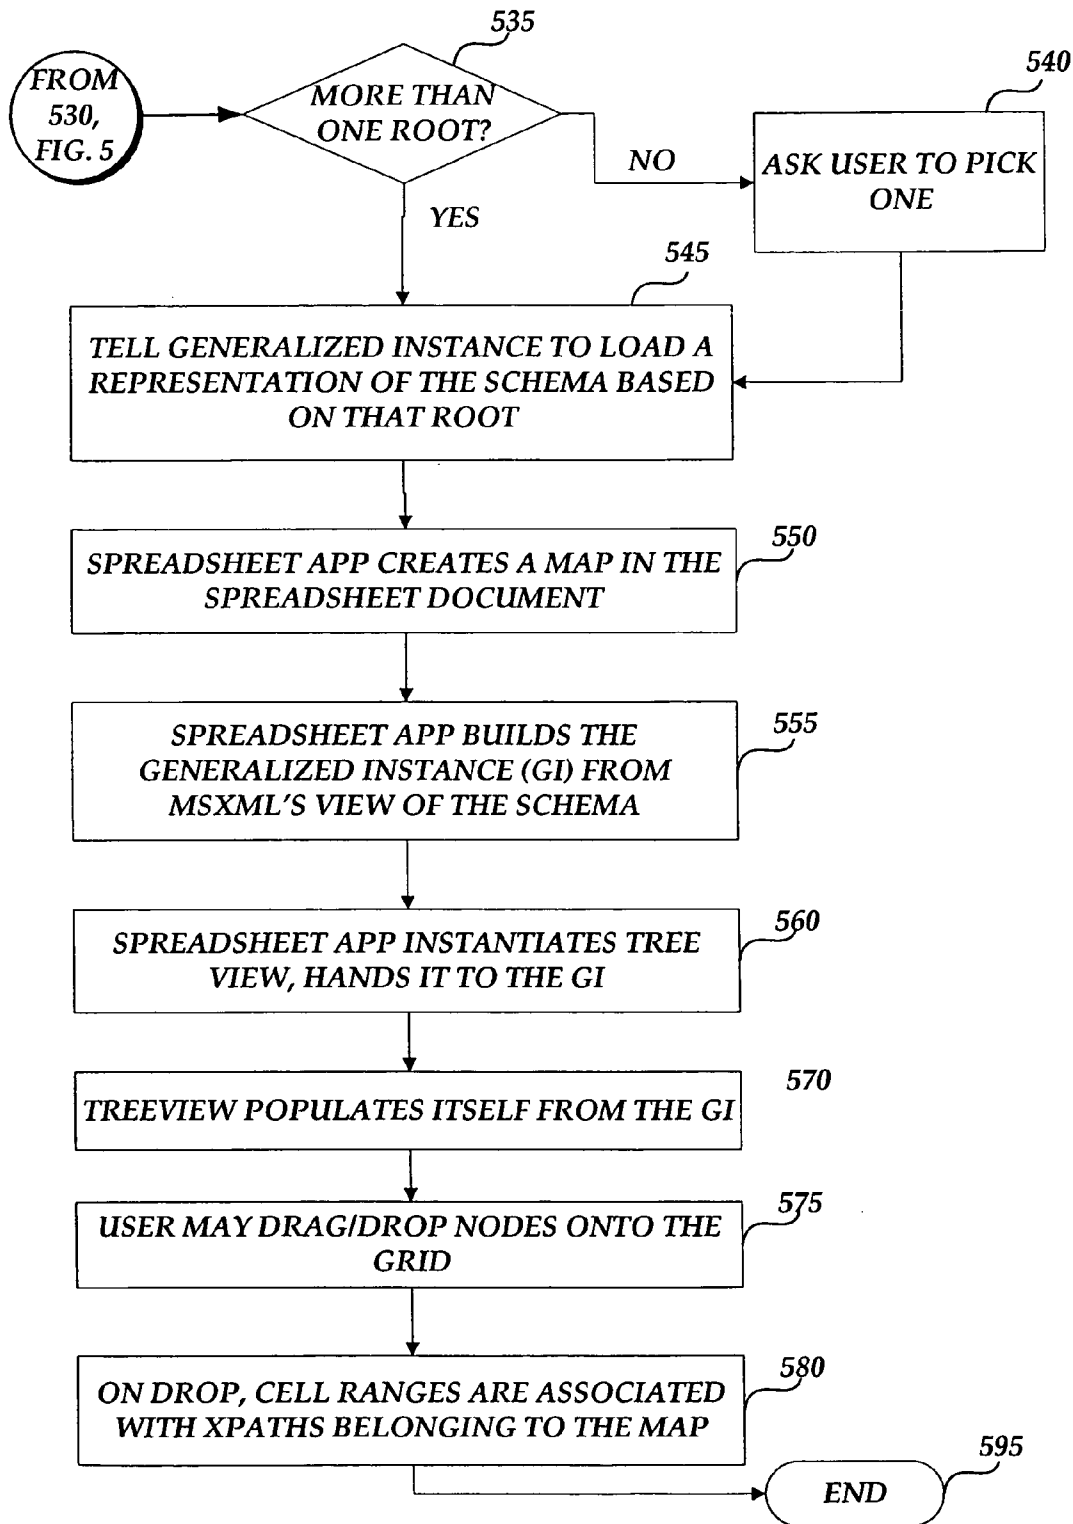 535
FROM
530,
FIG. 5
MORE THAN
ONE ROOT?
540
NO
ASK USER TO PICK
ONE
YES
545
TELL GENERALIZED INSTANCE TO LOAD A
REPRESENTATION OF THE SCHEMA BASED
ON THAT ROOT
550
SPREADSHEET APP CREATES A MAP IN THE
SPREADSHEET DOCUMENT
555
SPREADSHEET APP BUILDS THE
GENERALIZED INSTANCE (GI) FROM
MSXML'S VIEW OF THE SCHEMA
560
SPREADSHEET APP INSTANTIATES TREE
VIEW, HANDS IT TO THE GI
570
TREEVIEW POPULATES ITSELF FROM THE GI
575
USER MAY DRAG/DROP NODES ONTO THE
GRID
580
ON DROP, CELL RANGES ARE ASSOCIATED
WITH XPATHS BELONGING TO THE MAP
595
END